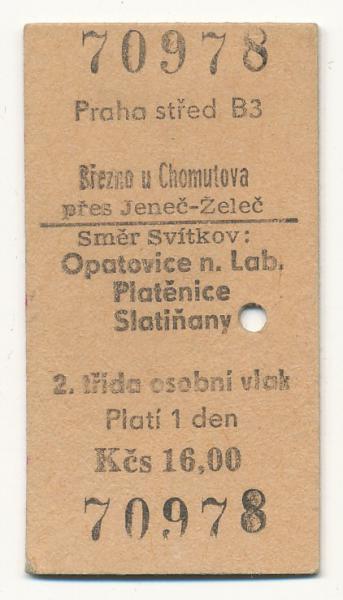 70978
Praha střed B3
Březno u Chomutova
přes Jeneč-Želeč
Směr Svítkov:
Opatovice n. Lab.
Platěnice
Slatiňany
2. třída osobní vlak
Platí 1 den
Kčs 16,00
70978